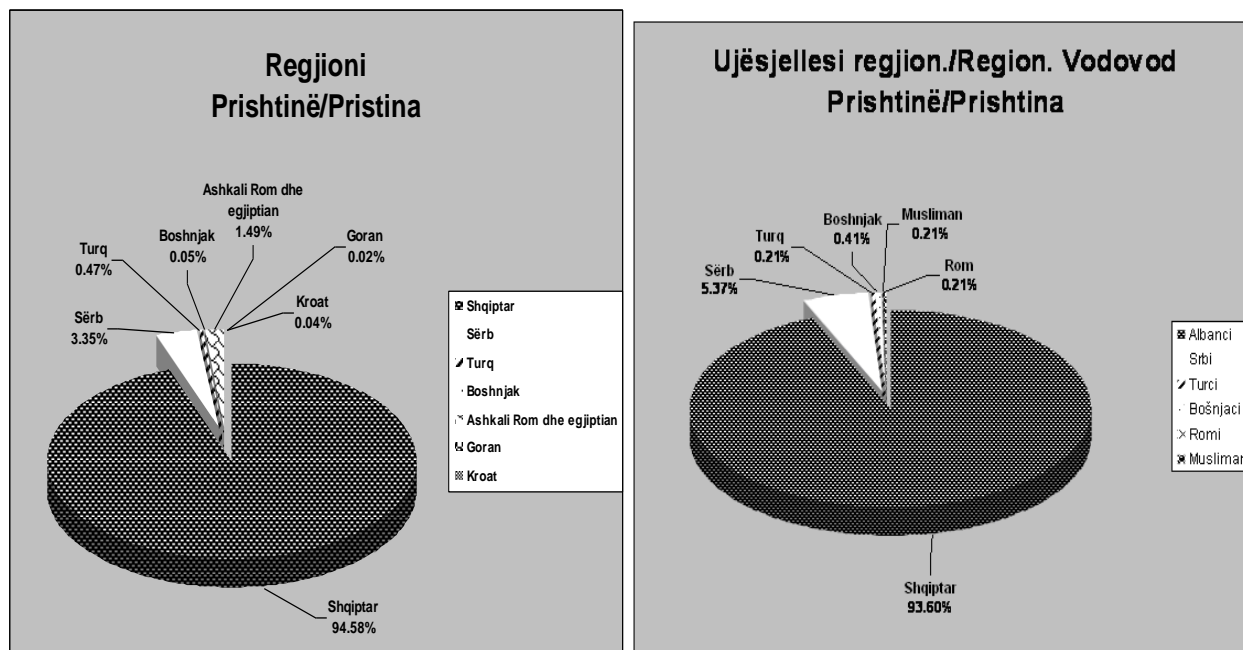 Regjioni
Prishtinë/Pristina
Ashkali Rom dhe
egjiptian
1.49%
Turq
0.47%
Boshnjak
0.05%
Goran
0.02%
Sërb
3.35%
Kroat
0.04%
Shqiptar
94.58%
Shqiptar
Sërb
Turq
Boshnjak
Ashkali Rom dhe egjiptian
Goran
Kroat
Ujësjellesi regjion./Region. Vodovod
Prishtinë/Prishtina
Boshnjak
0.41%
Musliman
0.21%
Turq
0.21%
Sërb
5.37%
Rom
0.21%
Shqiptar
93.60%
Albanci
Srbi
Turci
Bošnjaci
Romi
Musliman